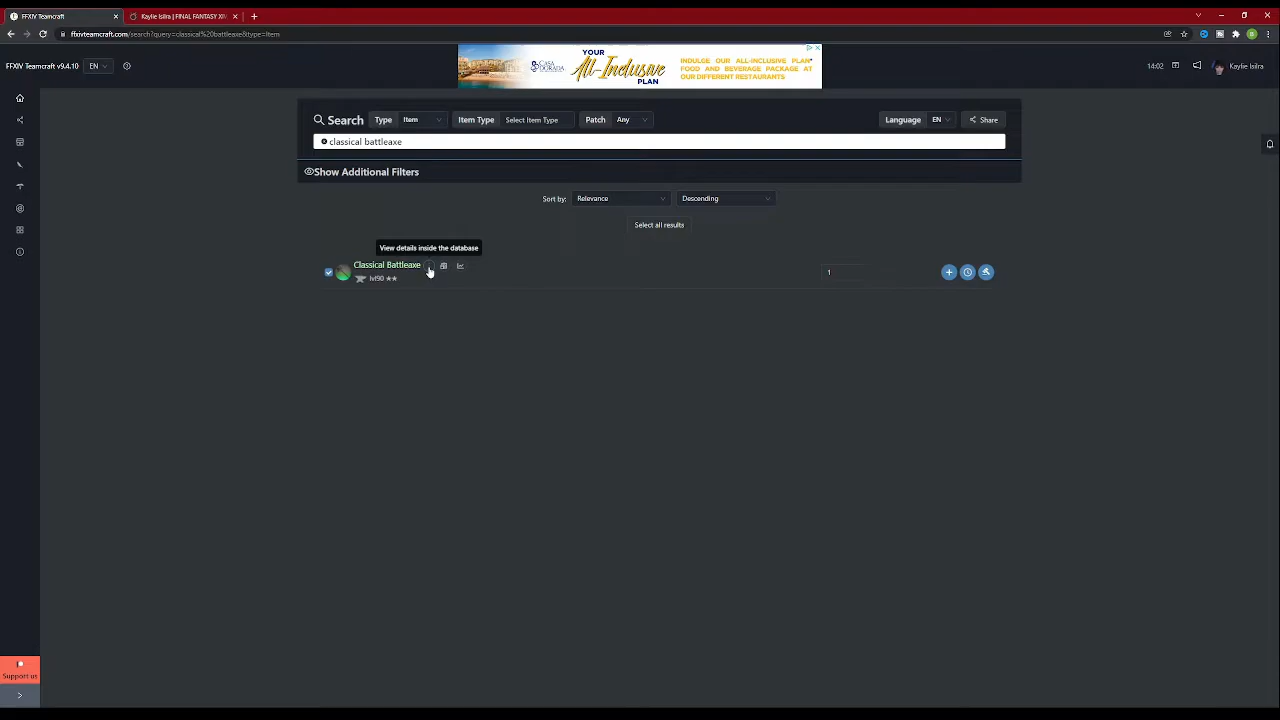 FFXIV Teamcraft
Kaylie Isilra | FINAL FANTASY XIV
ffxivteamcraft.com/search?query=classical%20battleaxe&type=Item
B
FFXIV Teamcraft v9.4.10
EN
CASA DORADA
YOUR
All-Inclusive
PLAN
INDULGE OUR ALL-INCLUSIVE PLAN
FOOD AND BEVERAGE PACKAGE AT
OUR DIFFERENT RESTAURANTS
14:02
Kaylie Isilra
Search
Type
Item
Item Type
Select Item Type
Patch
Any
Language
EN
Share
classical battleaxe
Show Additional Filters
Sort by:
Relevance
Descending
Select all results
View details inside the database
Classical Battleaxe
lvl90 ★★
1
Support us